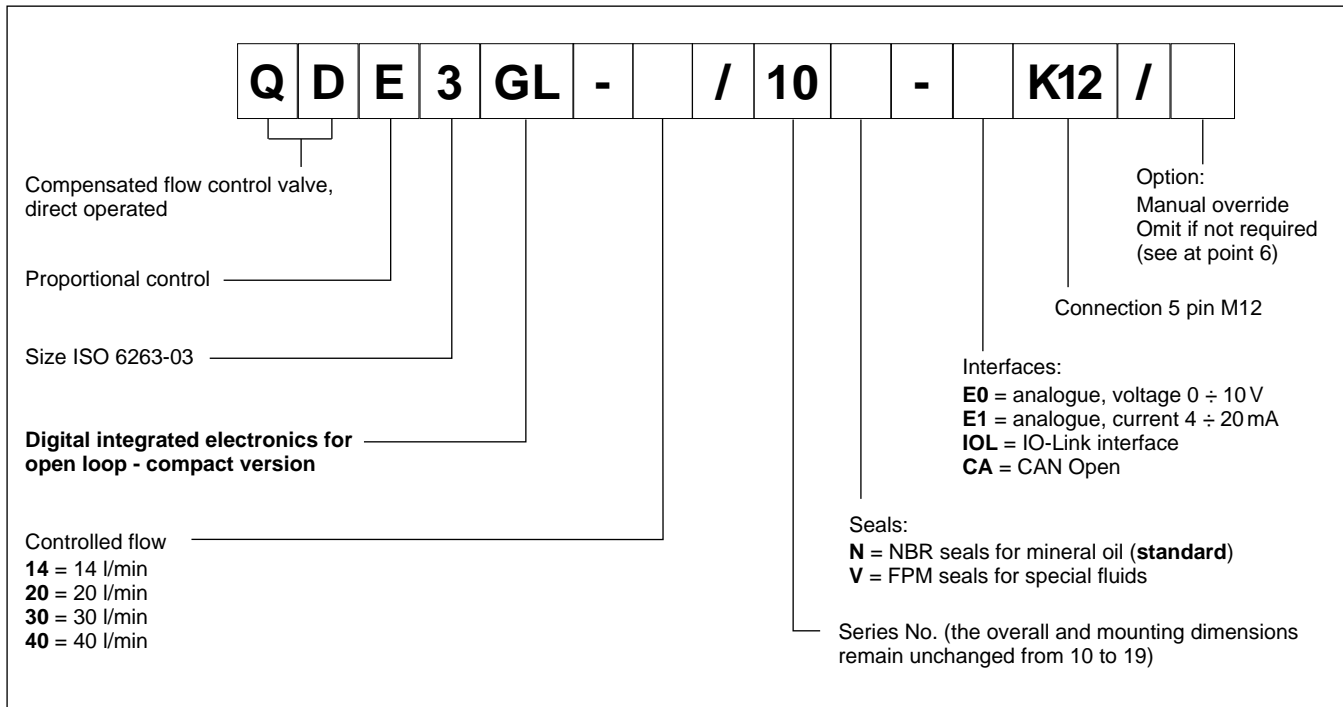 Q D E 3 GL - / 10 - K12 /
Compensated flow control valve,
direct operated
Proportional control
Size ISO 6263-03
Digital integrated electronics for
open loop - compact version
Controlled flow
14 = 14 l/min
20 = 20 l/min
30 = 30 l/min
40 = 40 l/min
Option:
Manual override
Omit if not required
(see at point 6)
Connection 5 pin M12
Interfaces:
E0 = analogue, voltage 0 ÷ 10 V
E1 = analogue, current 4 ÷ 20 mA
IOL = IO-Link interface
CA = CAN Open
Seals:
N = NBR seals for mineral oil (standard)
V = FPM seals for special fluids
Series No. (the overall and mounting dimensions
remain unchanged from 10 to 19)